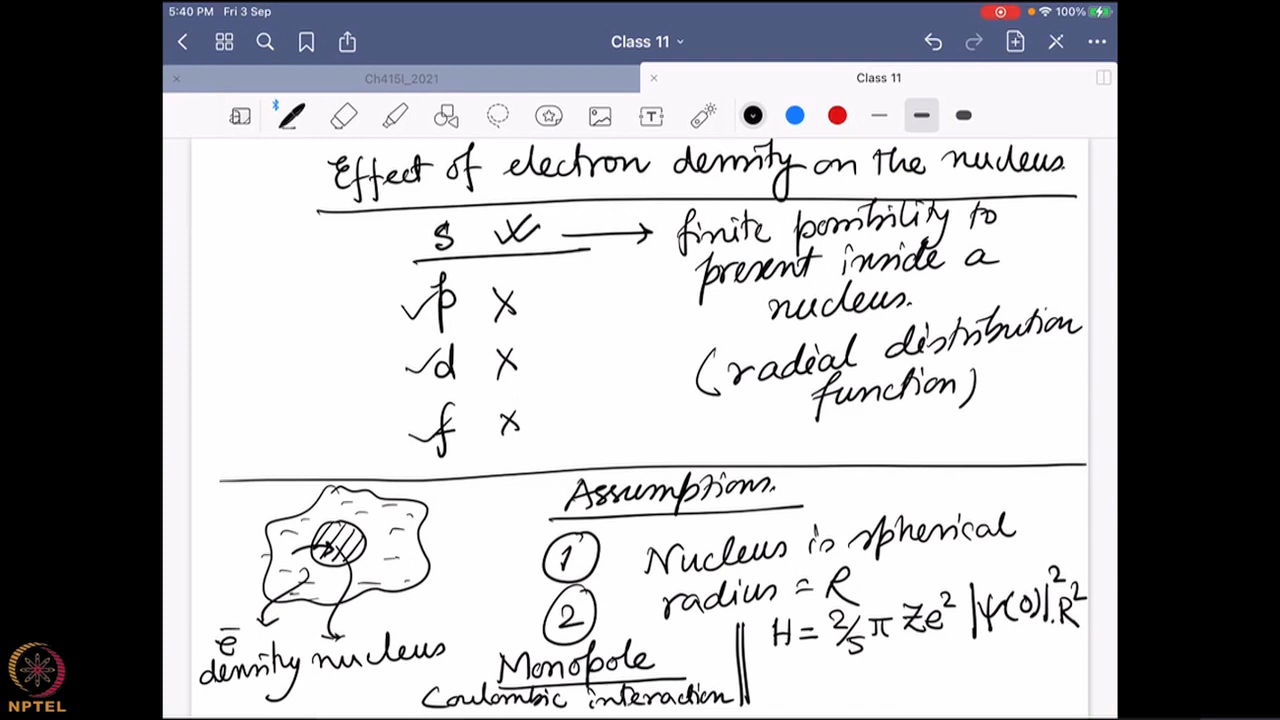 5:40 PM Fri 3 Sep
100%
Class 11
Ch415I_2021
Class 11
T
Effect of electron density on the nucleus.
s → finite possibility to
present inside a
nucleus.
p ×
d ×
f ×
(radial distribution
function)
Assumptions.
① Nucleus is spherical
radius = R
②
Monopole
Coulombic interaction
H = 2/5 π Ze² |ψ(0)|².R²
ē
density
nucleus
NPTEL